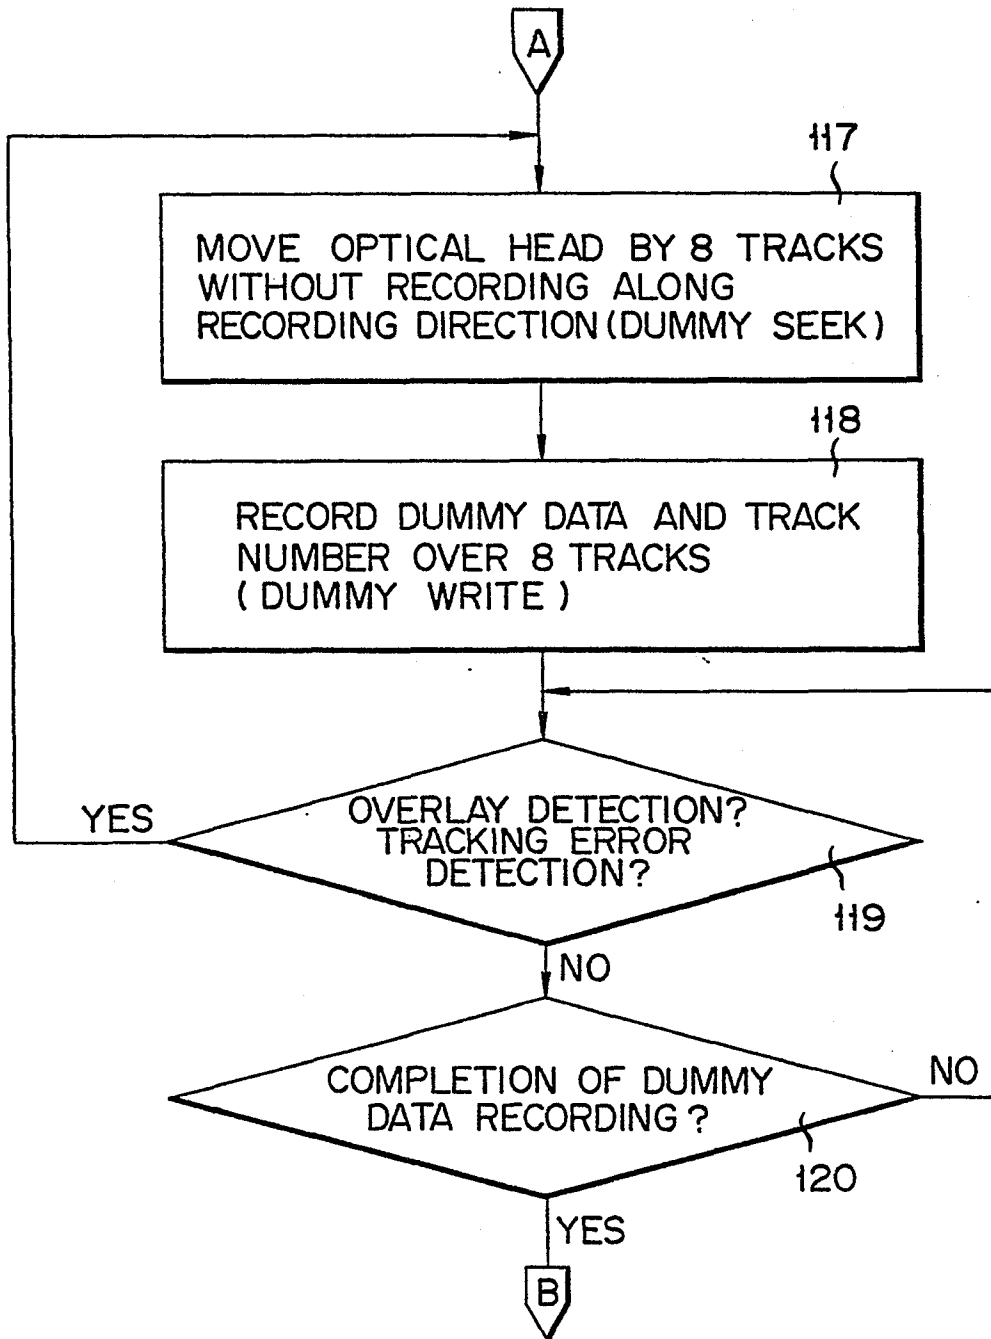 A
117
MOVE OPTICAL HEAD BY 8 TRACKS
WITHOUT RECORDING ALONG
RECORDING DIRECTION (DUMMY SEEK)
118
RECORD DUMMY DATA AND TRACK
NUMBER OVER 8 TRACKS
(DUMMY WRITE)
YES
OVERLAY DETECTION?
TRACKING ERROR
DETECTION?
119
NO
COMPLETION OF DUMMY
DATA RECORDING?
NO
120
YES
B